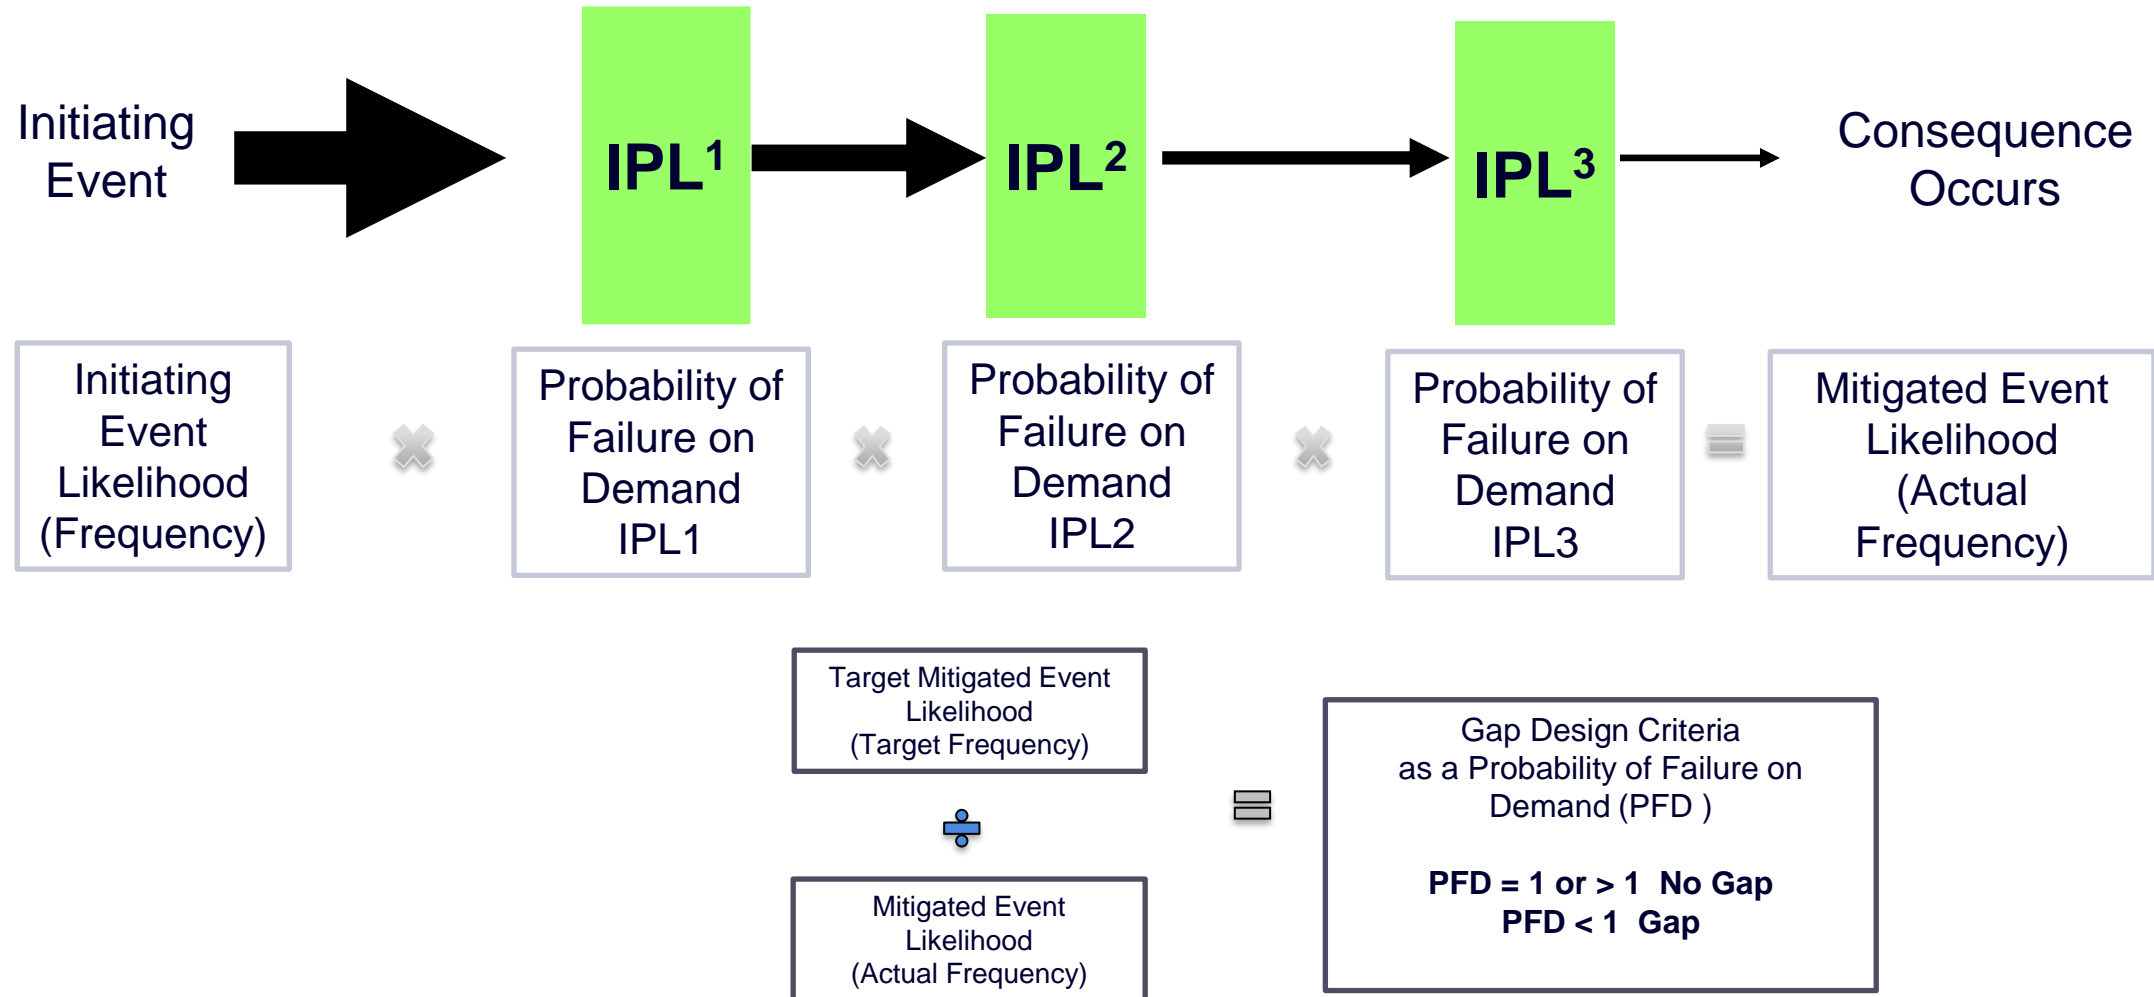 Initiating
Event
IPL¹
IPL²
IPL³
Consequence
Occurs
Initiating
Event
Likelihood
(Frequency)
Probability of
Failure on
Demand
IPL1
Probability of
Failure on
Demand
IPL2
Probability of
Failure on
Demand
IPL3
Mitigated Event
Likelihood
(Actual
Frequency)
Target Mitigated Event
Likelihood
(Target Frequency)
Mitigated Event
Likelihood
(Actual Frequency)
Gap Design Criteria
as a Probability of Failure on
Demand (PFD )
PFD = 1 or > 1 No Gap
PFD < 1 Gap